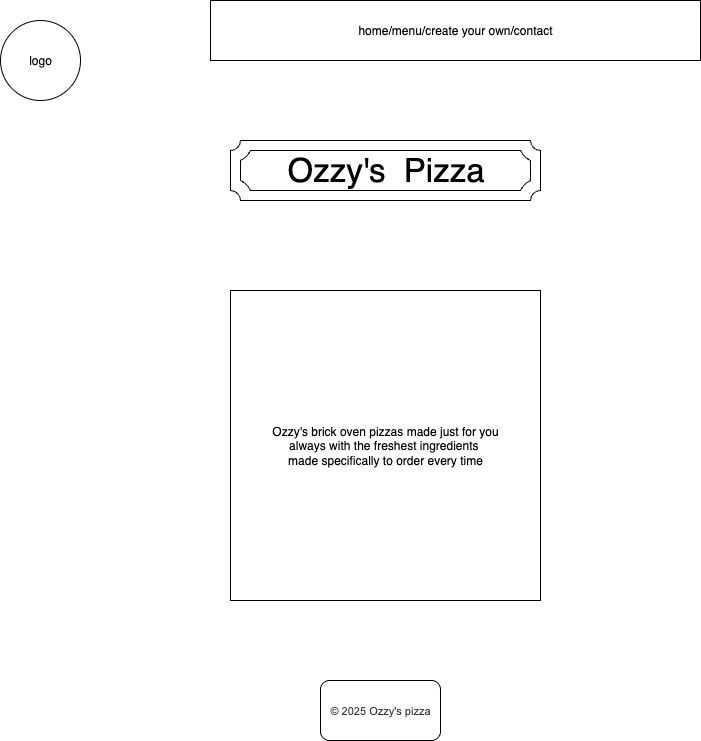 home/menu/create your own/contact
logo
Ozzy's Pizza
Ozzy's brick oven pizzas made just for you
always with the freshest ingredients
made specifically to order every time
© 2025 Ozzy's pizza